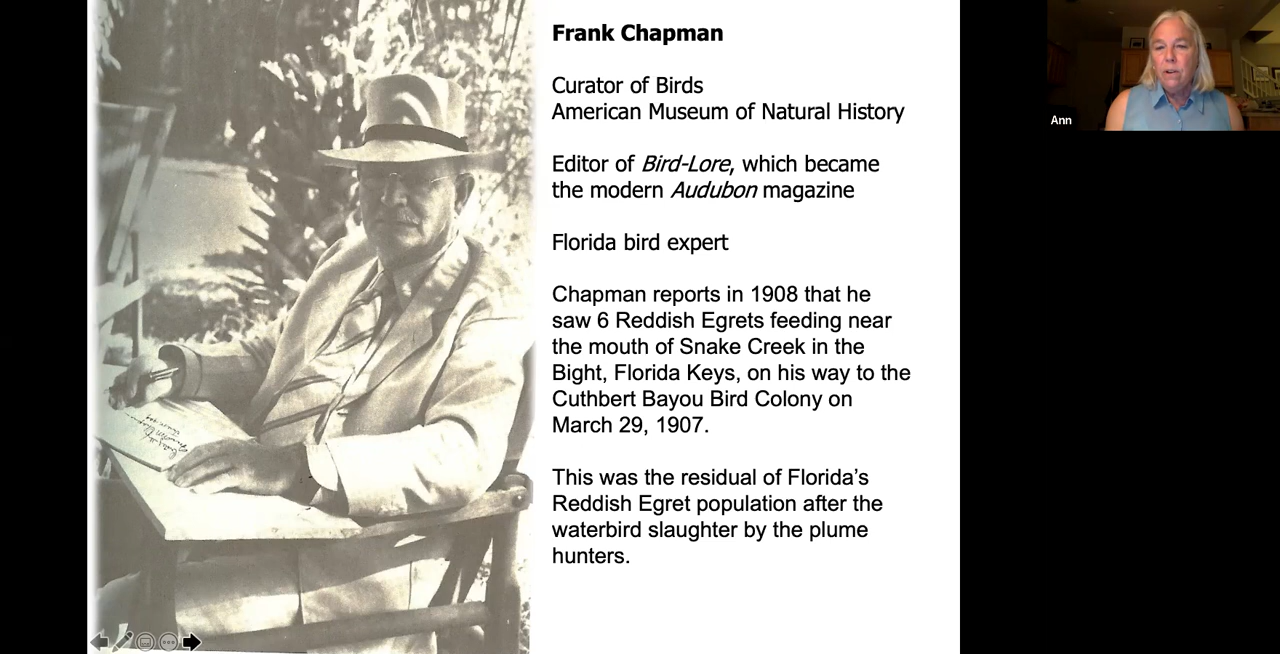 Frank Chapman
Curator of Birds
American Museum of Natural History
Editor of Bird-Lore, which became
the modern Audubon magazine
Florida bird expert
Chapman reports in 1908 that he
saw 6 Reddish Egrets feeding near
the mouth of Snake Creek in the
Bight, Florida Keys, on his way to the
Cuthbert Bayou Bird Colony on
March 29, 1907.
This was the residual of Florida's
Reddish Egret population after the
waterbird slaughter by the plume
hunters.
Ann